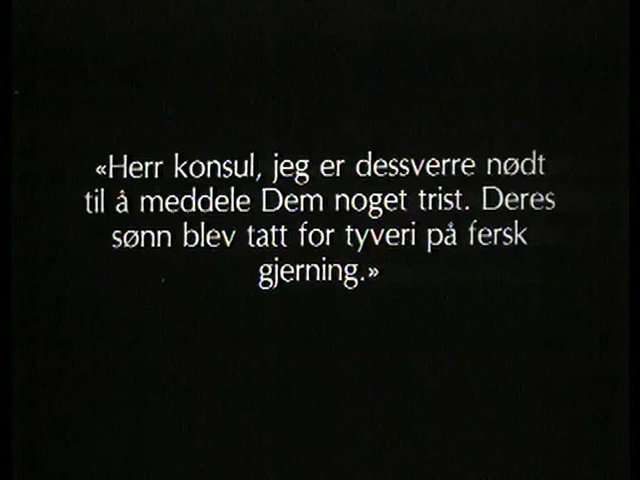 «Herr konsul, jeg er dessverre nødt
til å meddele Dem noget trist. Deres
sønn blev tatt for tyveri på fersk
gjerning.»